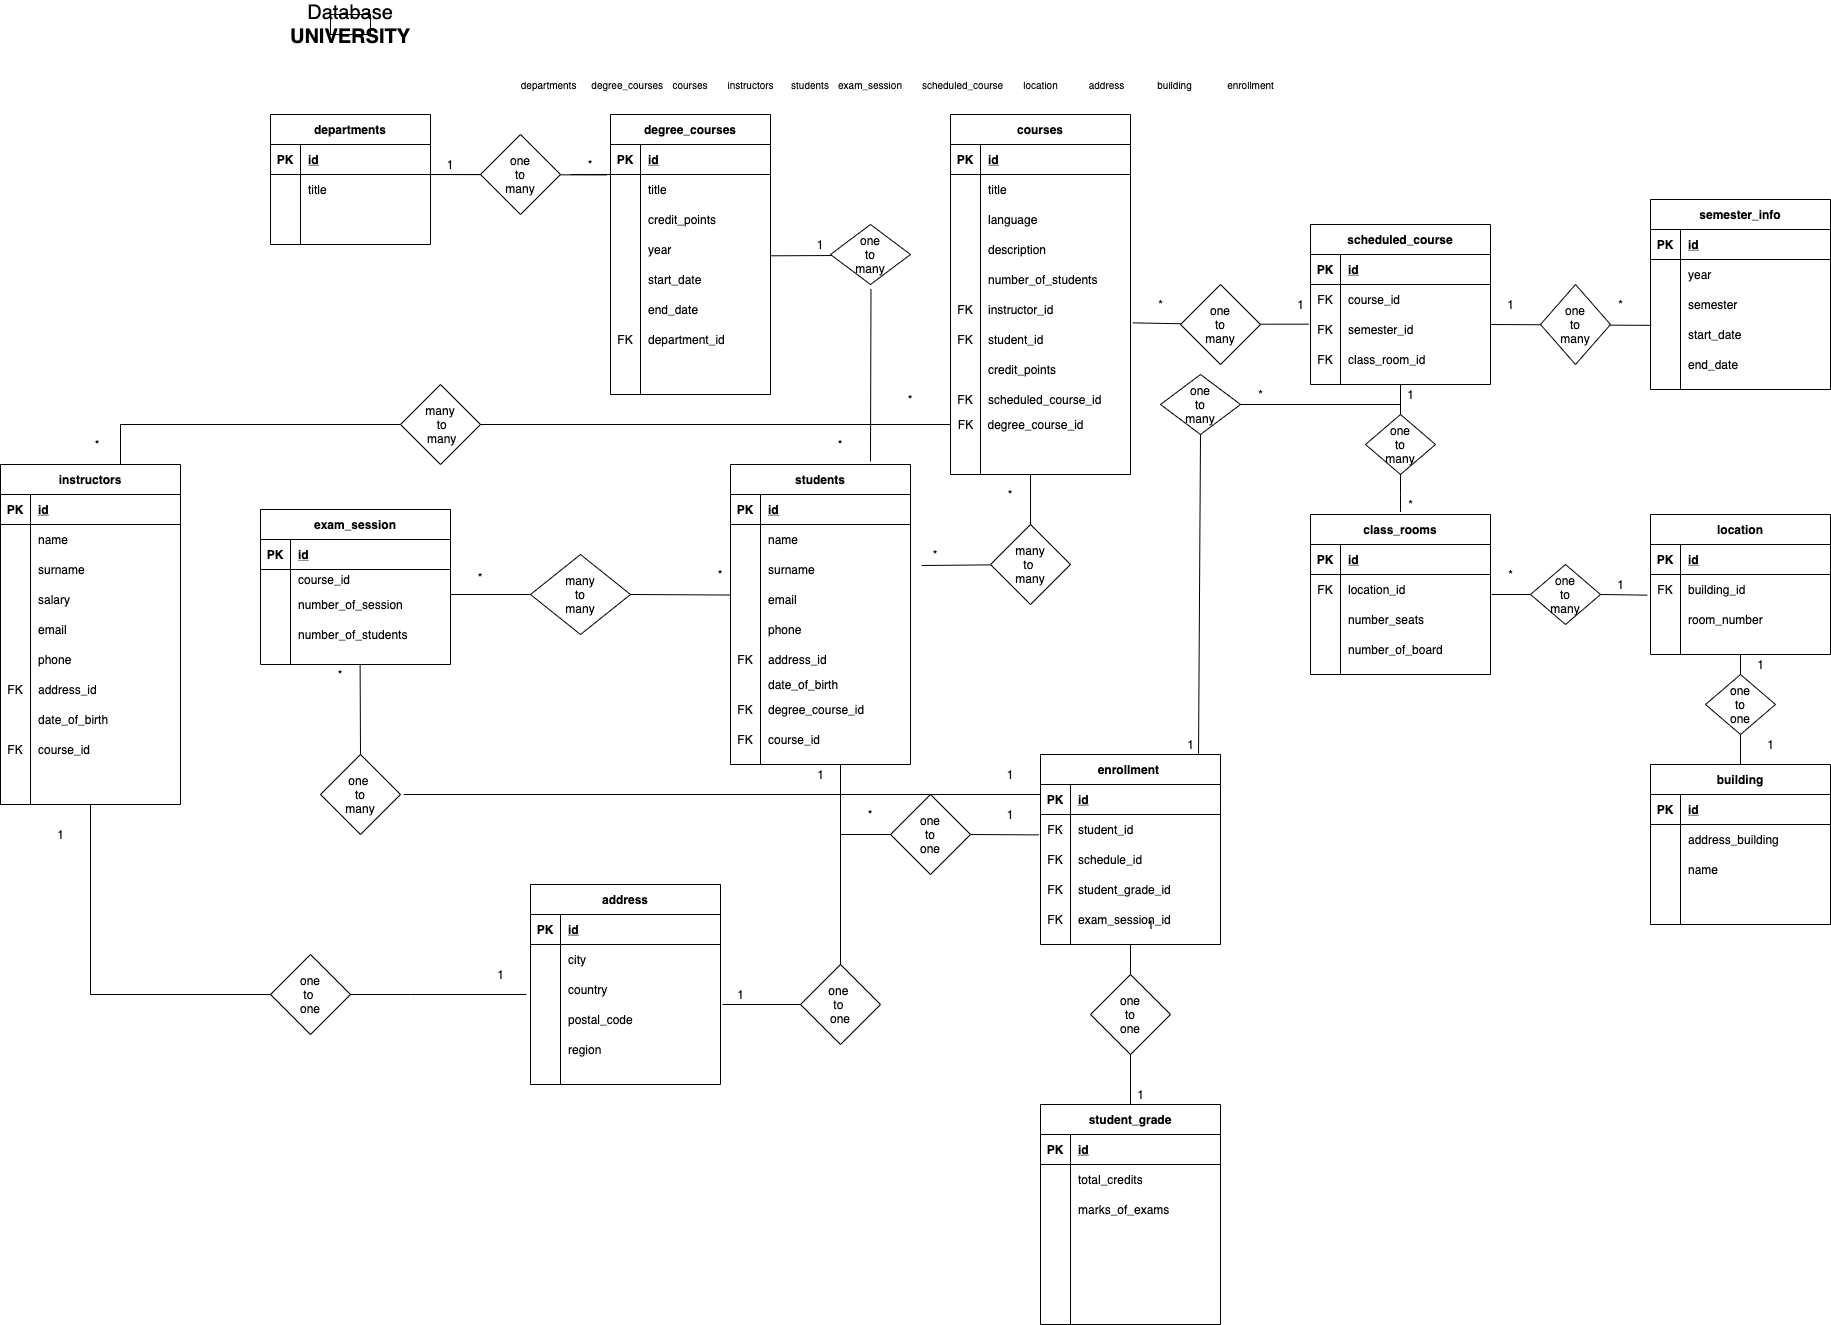 Database
UNIVERSITY
departments degree_courses courses instructors students exam_session scheduled_course location address building enrollment
departments
PK id
title
1
one
to
many
*
degree_courses
PK id
title
credit_points
year
start_date
end_date
FK department_id
1
one
to
many
*
courses
PK id
title
language
description
number_of_students
FK instructor_id
FK student_id
credit_points
FK scheduled_course_id
FK degree_course_id
*
one
to
many
1
scheduled_course
PK id
FK course_id
FK semester_id
FK class_room_id
1
one
to
many
*
semester_info
PK id
year
semester
start_date
end_date
*
many
to
many
*
one
to
many
*
1
1
one
to
many
*
instructors
PK id
name
surname
salary
email
phone
FK address_id
date_of_birth
FK course_id
1
exam_session
PK id
course_id
number_of_session
number_of_students
*
many
to
many
*
students
PK id
name
surname
email
phone
FK address_id
date_of_birth
FK degree_course_id
FK course_id
*
many
to
many
*
class_rooms
PK id
FK location_id
number_seats
number_of_board
*
one
to
many
1
location
PK id
FK building_id
room_number
1
one
to
one
1
building
PK id
address_building
name
*
one
to
many
1
1
*
one
to
one
1
enrollment
PK id
FK student_id
FK schedule_id
FK student_grade_id
FK exam_session_id
1
one
to
one
1
address
PK id
city
country
postal_code
region
1
one
to
one
1
one
to
one
1
student_grade
PK id
total_credits
marks_of_exams